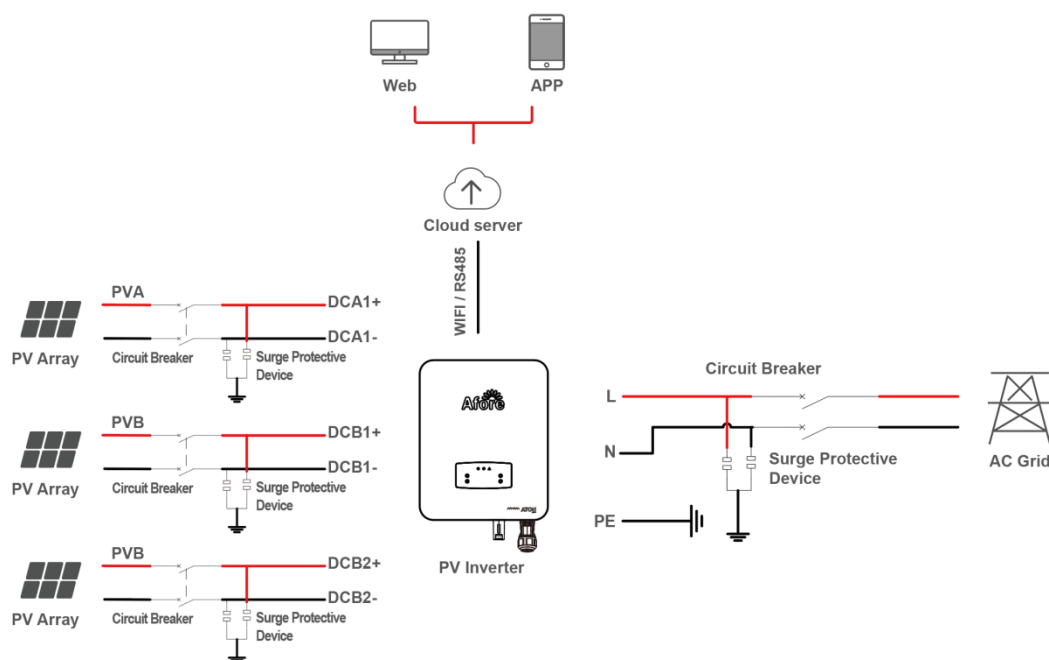 Web
APP
Cloud server
WIFI / RS485
PVA
DCA1+
DCA1-
PV Array
Circuit Breaker
Surge Protective
Device
PVB
DCB1+
DCB1-
PV Array
Circuit Breaker
Surge Protective
Device
PVB
DCB2+
DCB2-
PV Array
Circuit Breaker
Surge Protective
Device
Afore
PV Inverter
Circuit Breaker
L
N
Surge Protective
Device
PE
AC Grid